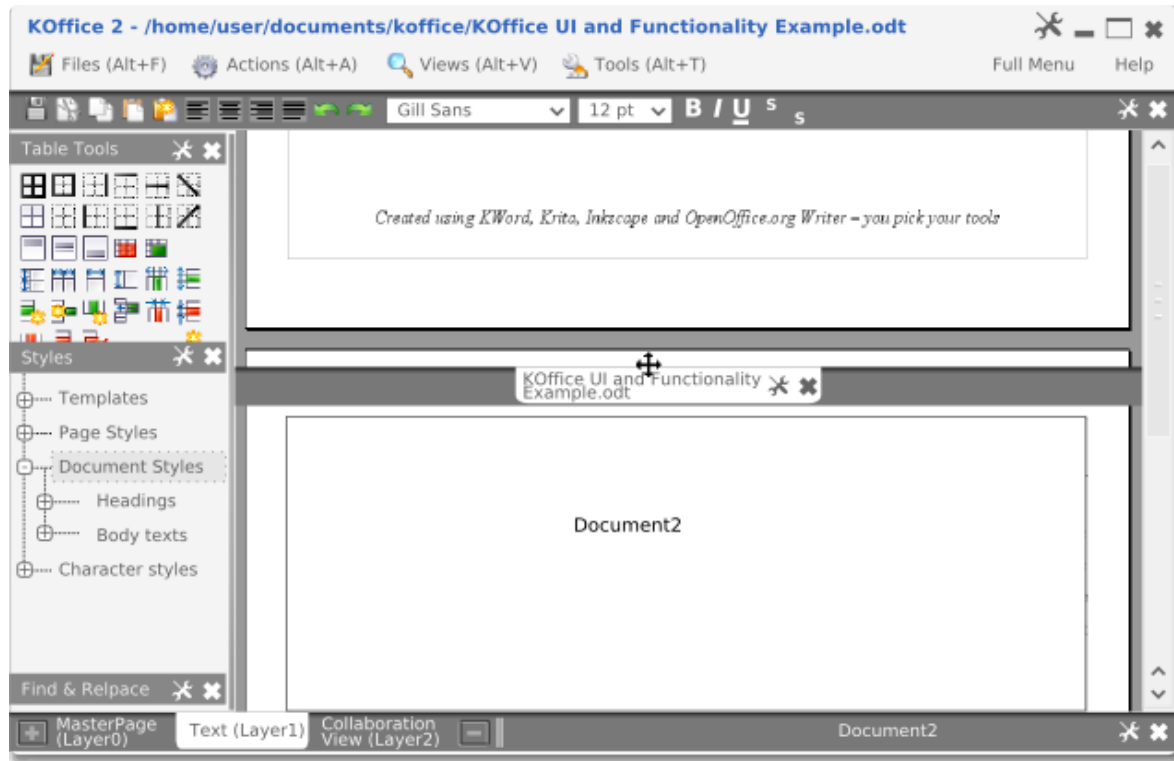 KOffice 2 - /home/user/documents/koffice/KOffice UI and Functionality Example.odt
Files (Alt+F) Actions (Alt+A) Views (Alt+V) Tools (Alt+T) Full Menu Help
Gill Sans 12 pt B I U S S
Table Tools
Created using KWord, Krita, Inkscape and OpenOffice.org Writer – you pick your tools
Styles
KOffice UI and Functionality
Example.odt
Templates
Page Styles
Document Styles
Headings
Body texts
Character styles
Document2
Find & Relpace
MasterPage
(Layer0)
Text (Layer1)
Collaboration
View (Layer2)
Document2